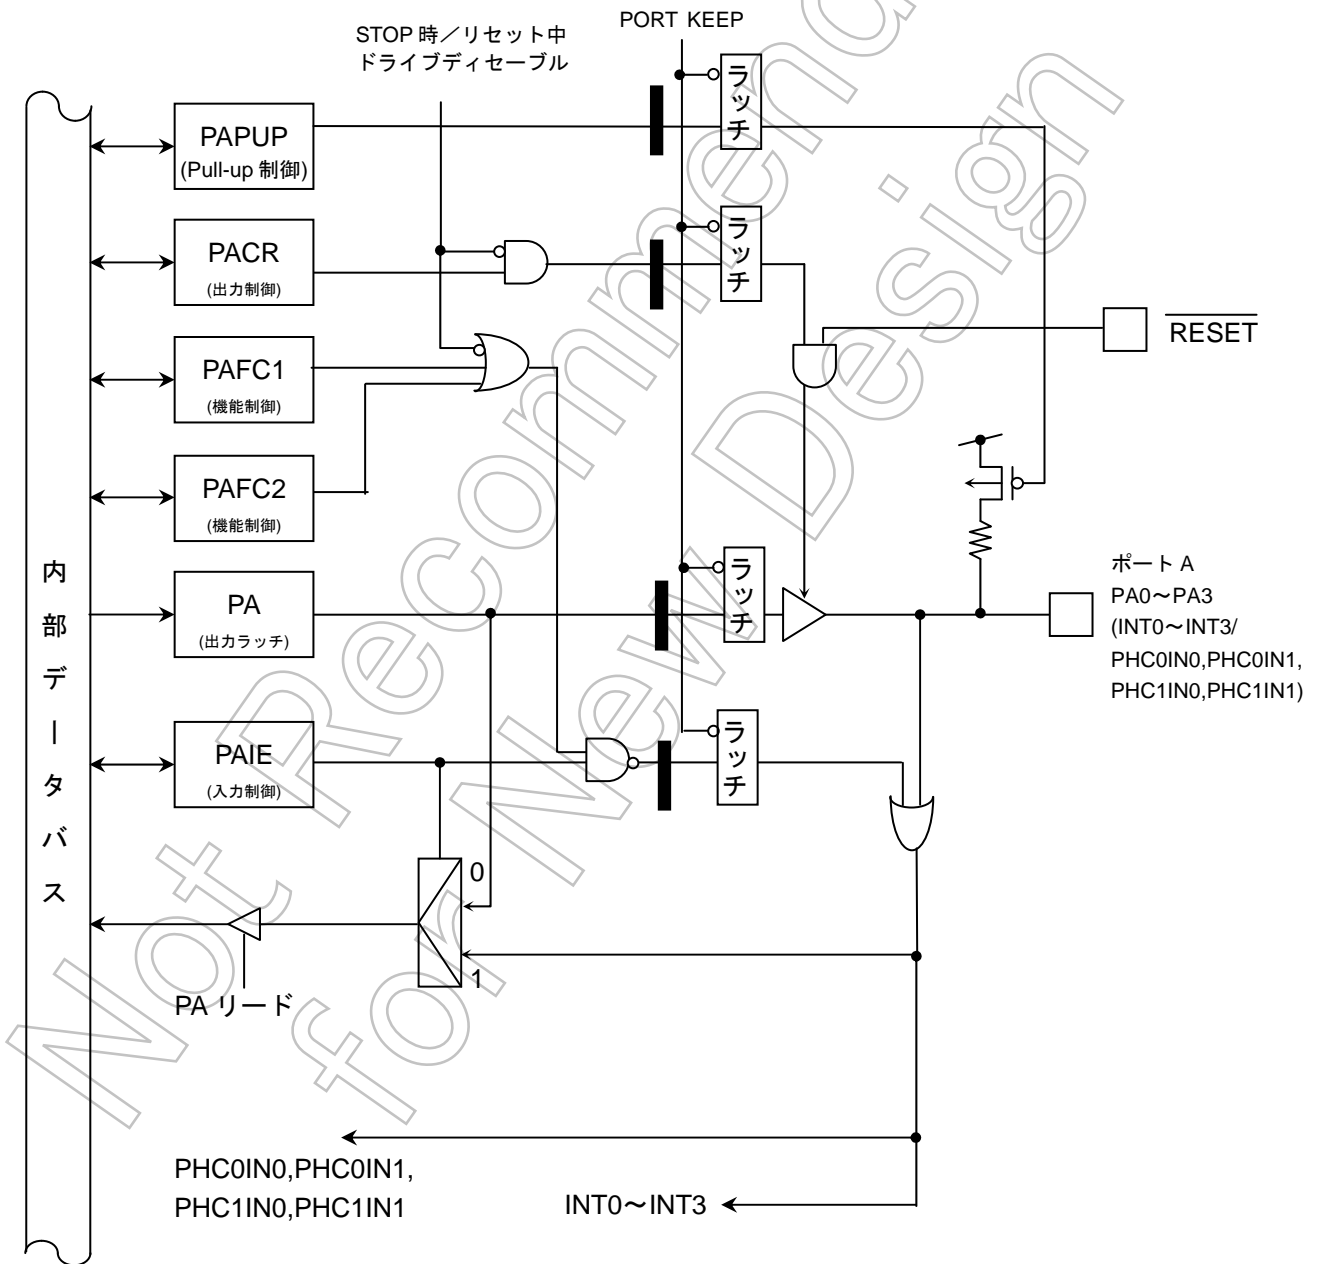 PORT KEEP
STOP 時／リセット中
ドライブディセーブル
ラッチ
PAPUP
(Pull-up 制御)
ラッチ
PACR
(出力制御)
RESET
PAFC1
(機能制御)
PAFC2
(機能制御)
内部データバス
ラッチ
PA
(出力ラッチ)
ポート A
PA0～PA3
(INT0～INT3/
PHC0IN0,PHC0IN1,
PHC1IN0,PHC1IN1)
ラッチ
PAIE
(入力制御)
0
1
PA リード
PHC0IN0,PHC0IN1,
PHC1IN0,PHC1IN1
INT0～INT3
Not Recommend
for New Design